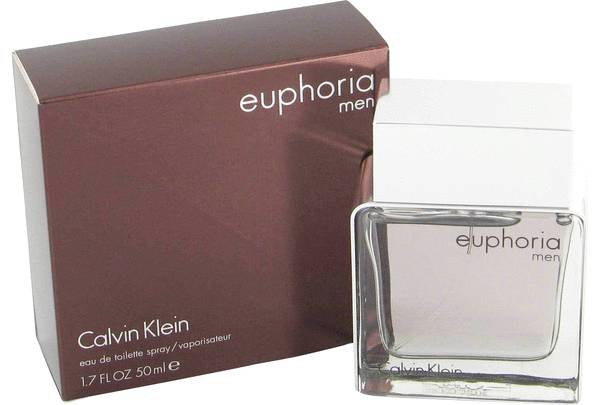 euphoria
men
Calvin Klein
eau de toilette spray/vaporisateur
1.7 FL OZ 50 ml ℮
euphoria
men
Calvin Klein